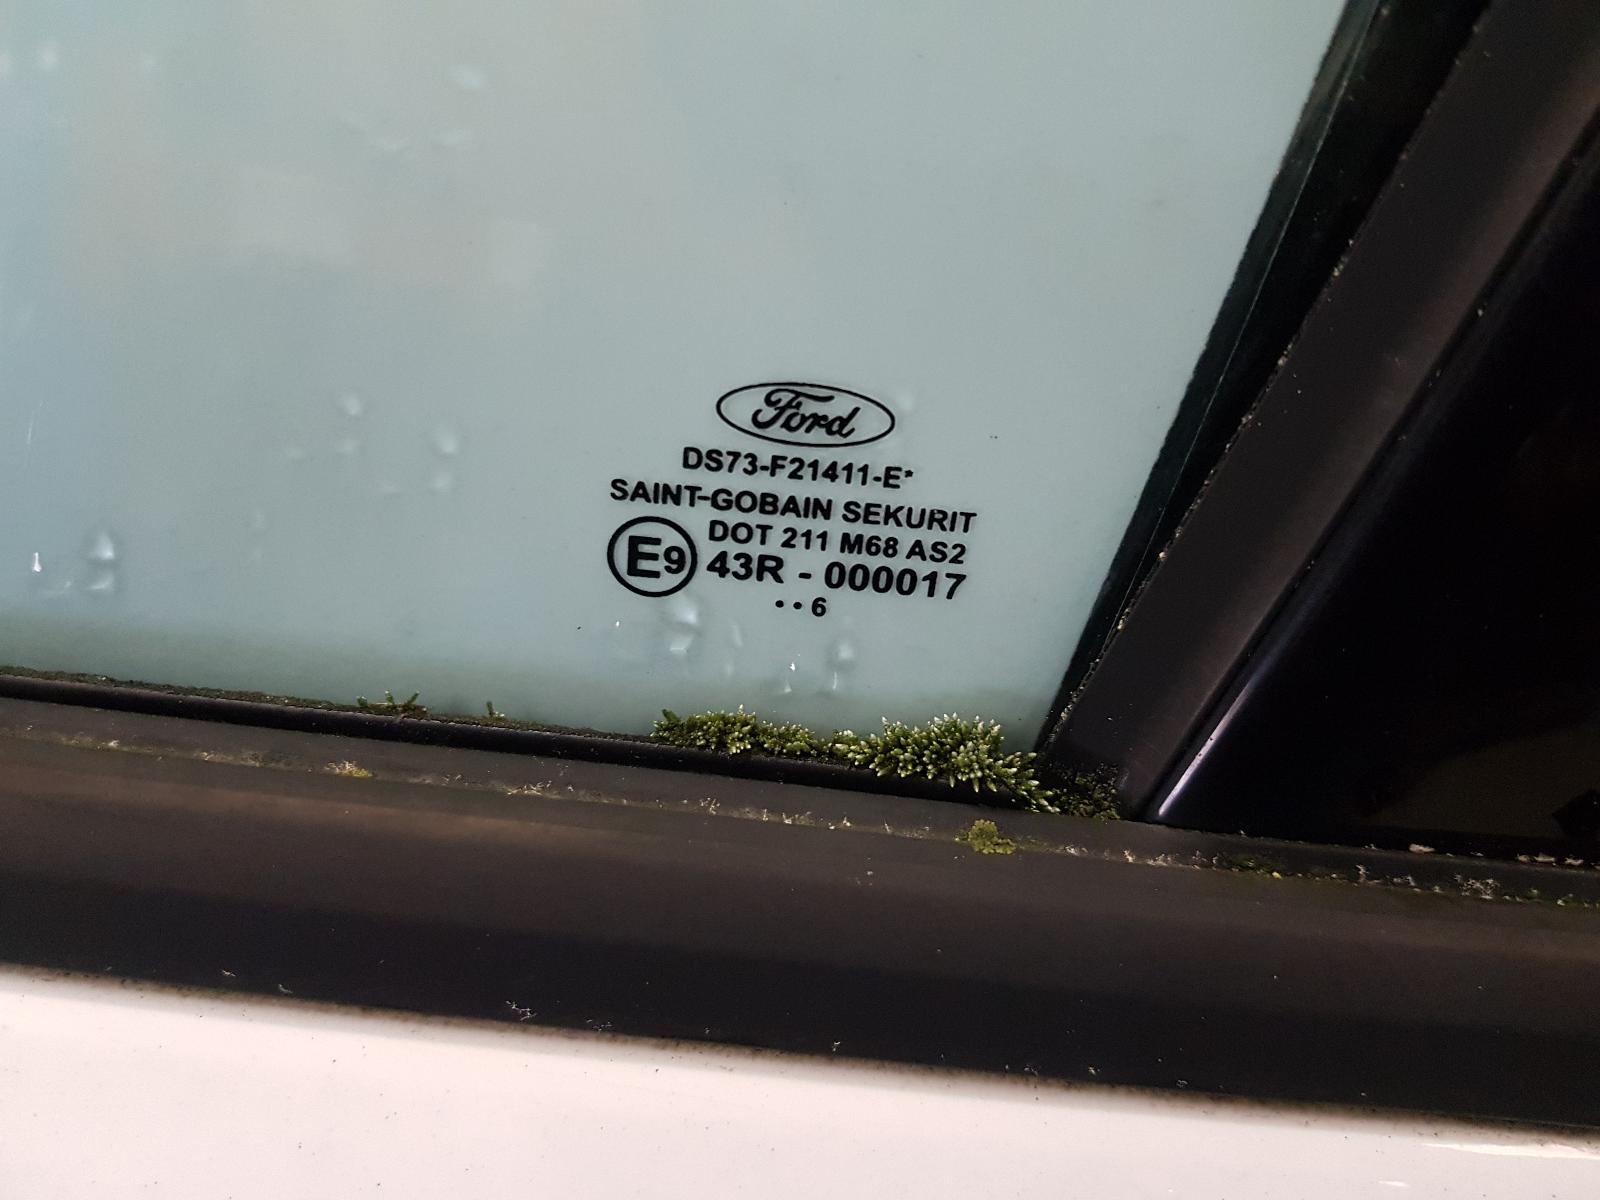 Ford
DS73-F21411-E*
SAINT-GOBAIN SEKURIT
DOT 211 M68 AS2
E9 43R - 000017
••6